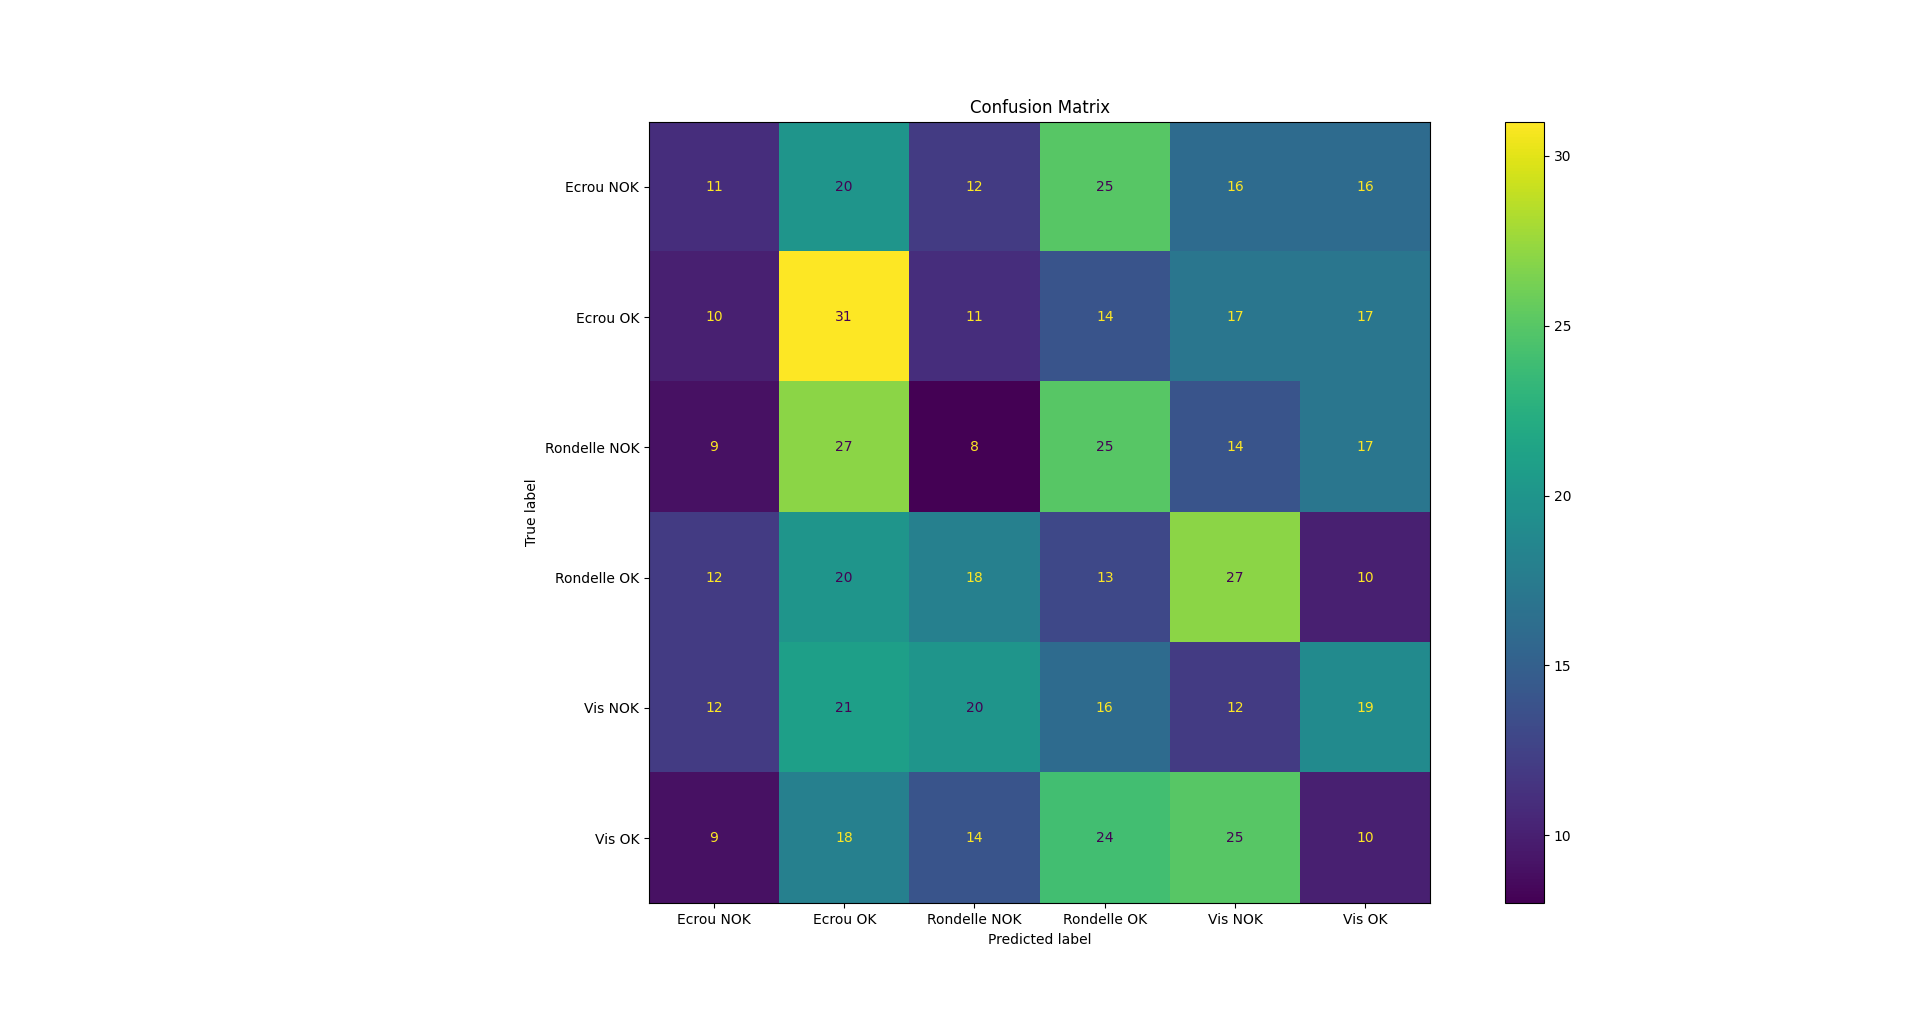 Confusion Matrix
Ecrou NOK 11 20 12 25 16 16
Ecrou OK 10 31 11 14 17 17
Rondelle NOK 9 27 8 25 14 17
Rondelle OK 12 20 18 13 27 10
Vis NOK 12 21 20 16 12 19
Vis OK 9 18 14 24 25 10
True label
Ecrou NOK Ecrou OK Rondelle NOK Rondelle OK Vis NOK Vis OK
Predicted label
30
25
20
15
10